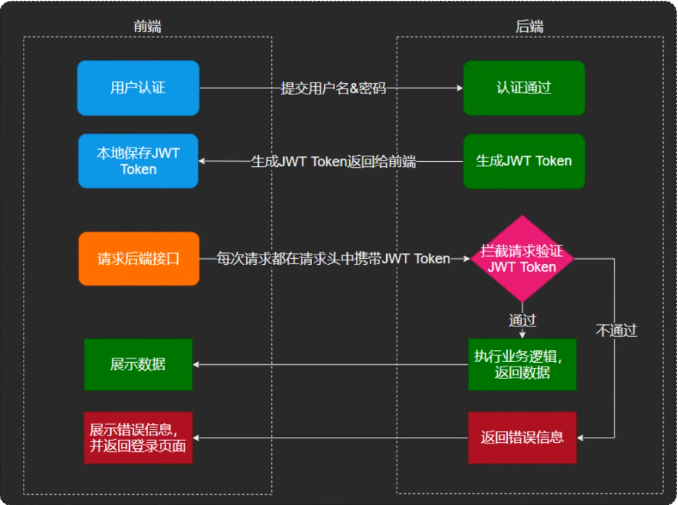 前端
后端
用户认证
提交用户名&密码
认证通过
本地保存JWT
Token
生成JWT Token返回给前端
生成JWT Token
请求后端接口
每次请求都在请求头中携带JWT Token
拦截请求验证
JWT Token
通过
不通过
展示数据
执行业务逻辑，
返回数据
展示错误信息，
并返回登录页面
返回错误信息